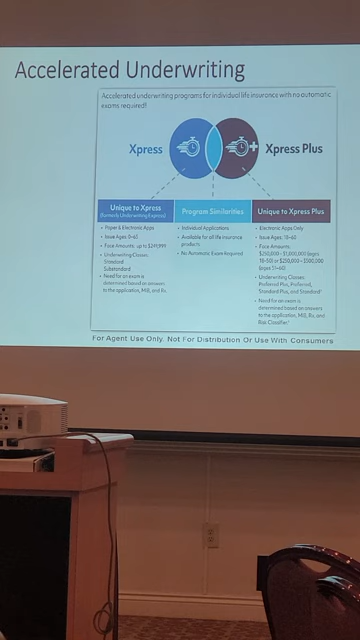 Accelerated Underwriting
Accelerated underwriting programs for individual life insurance with no automatic
exams required!
Xpress
Xpress Plus
Unique to Xpress
(formerly Underwriting Express)
• Paper & Electronic Apps
• Issue Ages: 0-60
• Face Amounts: up to $249,999
• Underwriting Classes:
Standard
Substandard
• Need for an exam is
determined based on answers
to the application, MIB, and Rx.
Program Similarities
• Individual Applications
• Available for all life insurance
products
• No Automatic Exam Required
Unique to Xpress Plus
• Electronic Apps Only
• Issue Ages: 18-60
• Face Amounts:
$250,000 - $1,000,000 (ages
18-50) or $250,000 - $500,000
(ages 51-60)
• Underwriting Classes:
Preferred Plus, Preferred,
Standard Plus, and Standard
• Need for an exam is
determined based on answers
to the application, MIB, Rx, and
Risk Classifier.
For Agent Use Only. Not For Distribution Or Use With Consumers